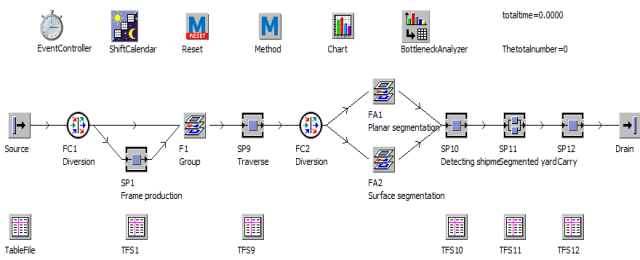 totaltime=0.0000
RESET
EventController ShiftCalendar Reset Method Chart BottleneckAnalyzer
Thetotalnumber=0
FA1
Planar segmentation
Source FC1 F1 SP9 FC2 SP10 SP11 SP12 Drain
Diversion Group Traverse Diversion Detecting shipme Segmented yard Carry
SP1
Frame production
FA2
Surface segmentation
TableFile TFS1 TFS9 TFS10 TFS11 TFS12